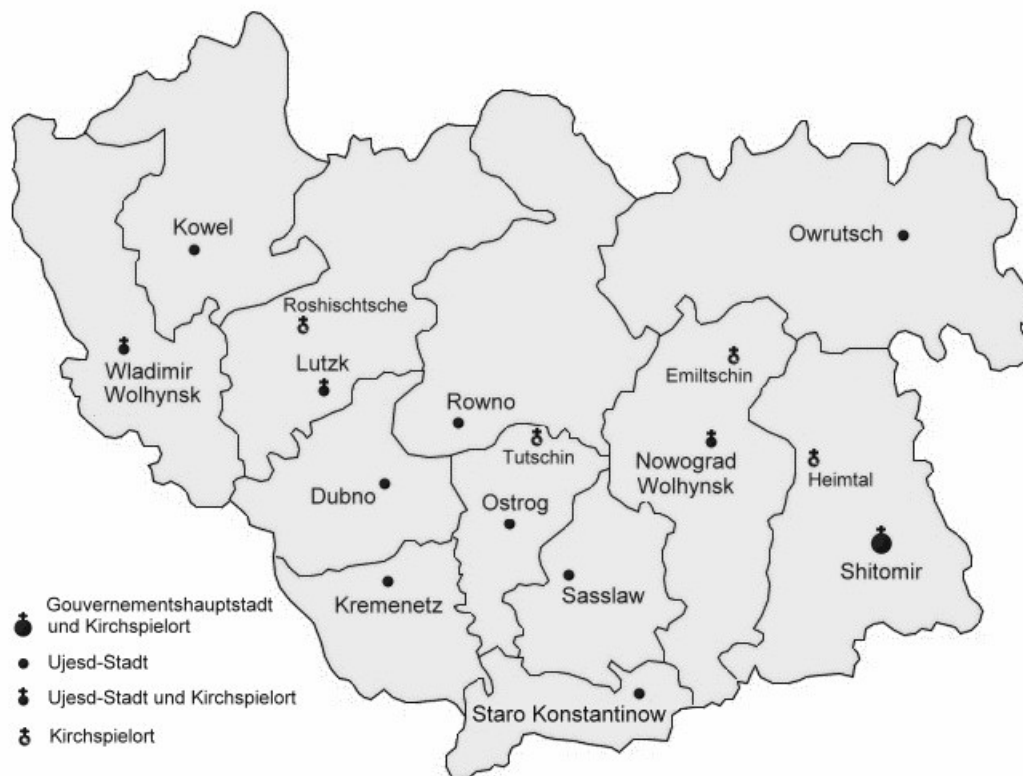 Kowel
Owrutsch
Roshischtsche
Wladimir
Wolhynsk
Lutzk
Emiltschin
Rowno
Tutschin
Nowograd
Wolhynsk
Heimtal
Dubno
Ostrog
Shitomir
Kremenetz
Sasslaw
Staro Konstantinow
Gouvernementshauptstadt
und Kirchspielort
Ujesd-Stadt
Ujesd-Stadt und Kirchspielort
Kirchspielort